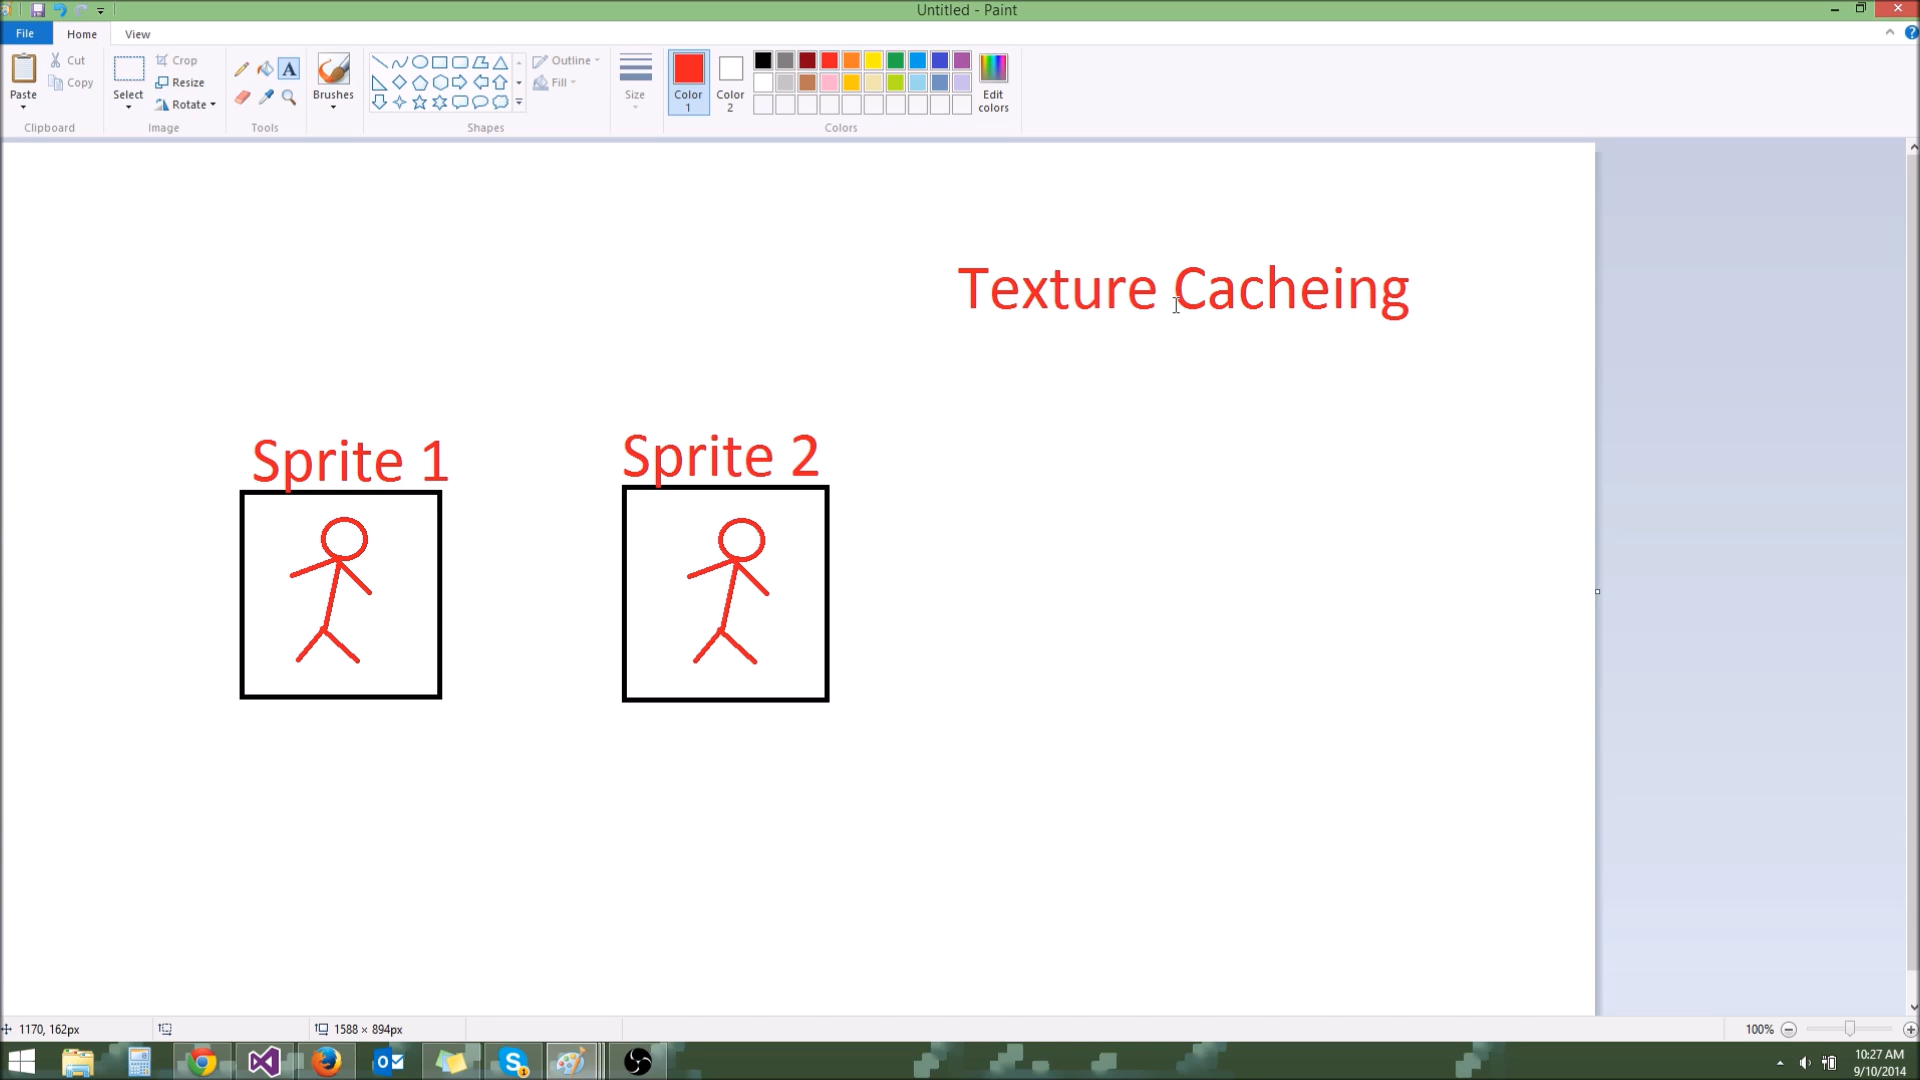 Untitled - Paint
File Home View
Paste
Cut
Copy
Clipboard
Select
Crop
Resize
Rotate
Image
A
Tools
Brushes
Shapes
Outline
Fill
Size
Color 1
Color 2
Edit colors
Colors
Texture Cacheing
Sprite 1
Sprite 2
1170, 162px
1588 × 894px
100%
10:27 AM
9/10/2014